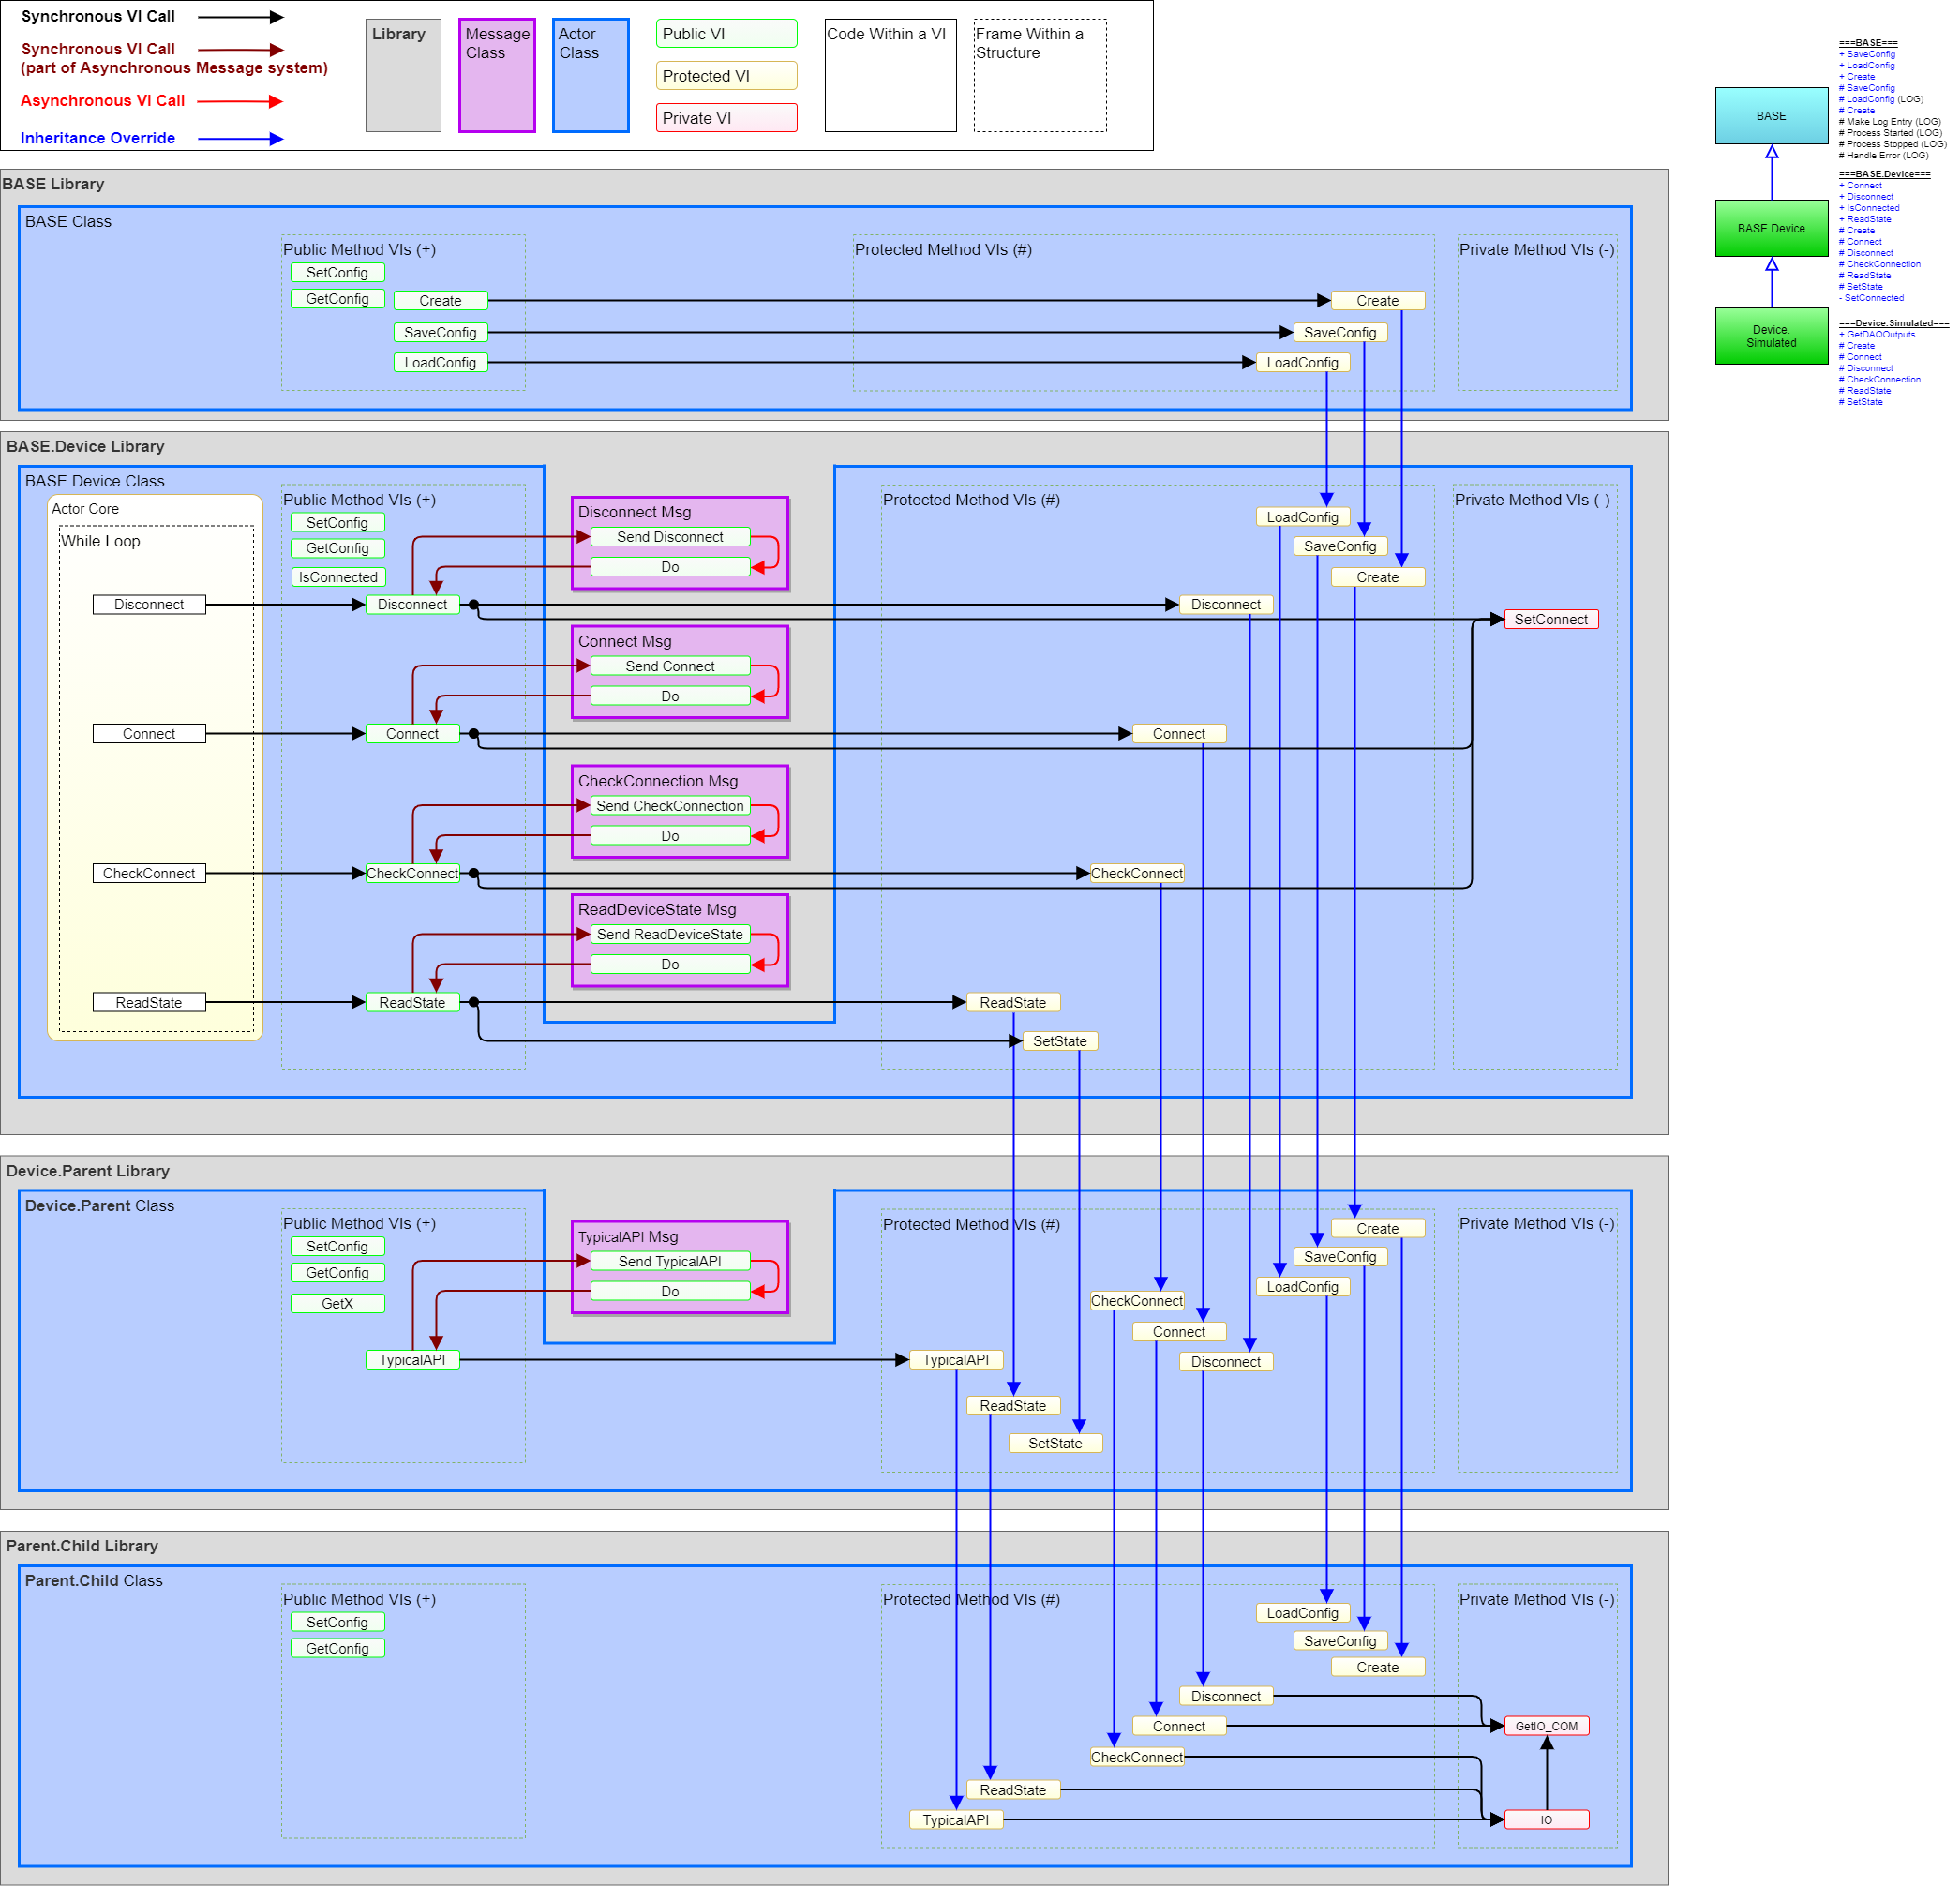 Synchronous VI Call
Synchronous VI Call
(part of Asynchronous Message system)
Asynchronous VI Call
Inheritance Override
Library
Message
Class
Actor
Class
Public VI
Protected VI
Private VI
Code Within a VI
Frame Within a
Structure
BASE
BASE.Device
Device.
Simulated
===BASE===
+ SaveConfig
+ LoadConfig
+ Create
# SaveConfig
# LoadConfig (LOG)
# Create
# Make Log Entry (LOG)
# Process Started (LOG)
# Process Stopped (LOG)
# Handle Error (LOG)
===BASE.Device===
+ Connect
+ Disconnect
+ IsConnected
+ ReadState
# Create
# Connect
# Disconnect
# CheckConnection
# ReadState
# SetState
- SetConnected
===Device.Simulated===
+ GetDAQOutputs
# Create
# Connect
# Disconnect
# CheckConnection
# ReadState
# SetState
BASE Library
BASE Class
Public Method VIs (+)
SetConfig
GetConfig
Create
SaveConfig
LoadConfig
Protected Method VIs (#)
Create
SaveConfig
LoadConfig
Private Method VIs (-)
BASE.Device Library
BASE.Device Class
Actor Core
While Loop
Disconnect
Connect
CheckConnect
ReadState
Public Method VIs (+)
SetConfig
GetConfig
IsConnected
Disconnect
Connect
CheckConnect
ReadState
Disconnect Msg
Send Disconnect
Do
Connect Msg
Send Connect
Do
CheckConnection Msg
Send CheckConnection
Do
ReadDeviceState Msg
Send ReadDeviceState
Do
Protected Method VIs (#)
LoadConfig
SaveConfig
Create
Disconnect
Connect
CheckConnect
ReadState
SetState
Private Method VIs (-)
SetConnect
Device.Parent Library
Device.Parent Class
Public Method VIs (+)
SetConfig
GetConfig
GetX
TypicalAPI
TypicalAPI Msg
Send TypicalAPI
Do
Protected Method VIs (#)
Create
SaveConfig
LoadConfig
CheckConnect
Connect
Disconnect
TypicalAPI
ReadState
SetState
Private Method VIs (-)
Parent.Child Library
Parent.Child Class
Public Method VIs (+)
SetConfig
GetConfig
Protected Method VIs (#)
LoadConfig
SaveConfig
Create
Disconnect
Connect
CheckConnect
ReadState
TypicalAPI
Private Method VIs (-)
GetIO_COM
IO